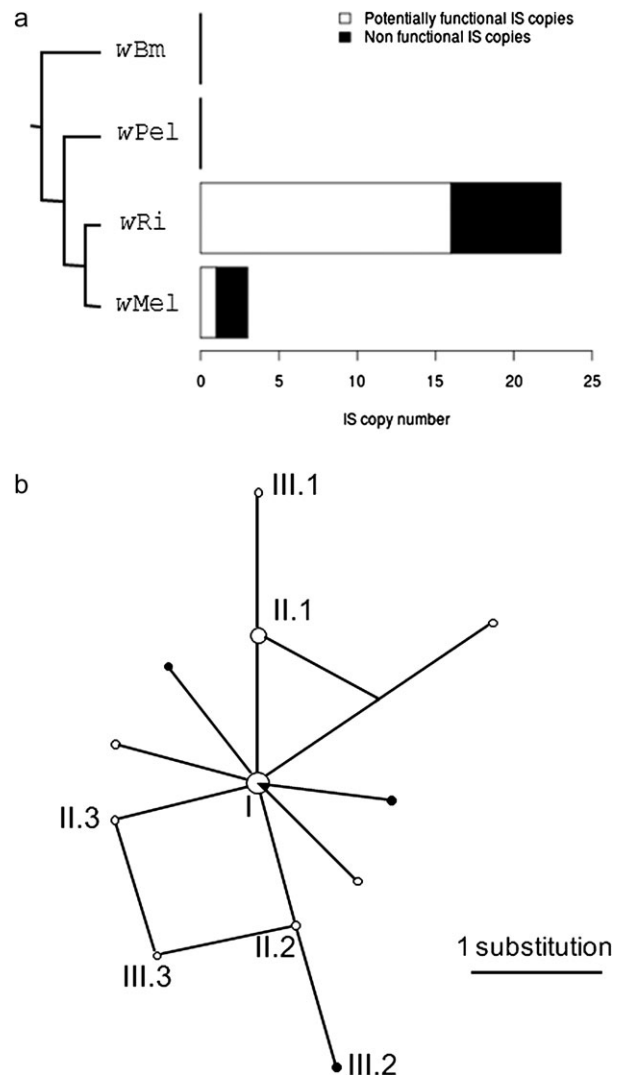 a
Potentially functional IS copies
Non functional IS copies
wBm
wPel
wRi
wMel
0 5 10 15 20 25
IS copy number
b
III.1
II.1
I
II.3
II.2
III.3
1 substitution
III.2